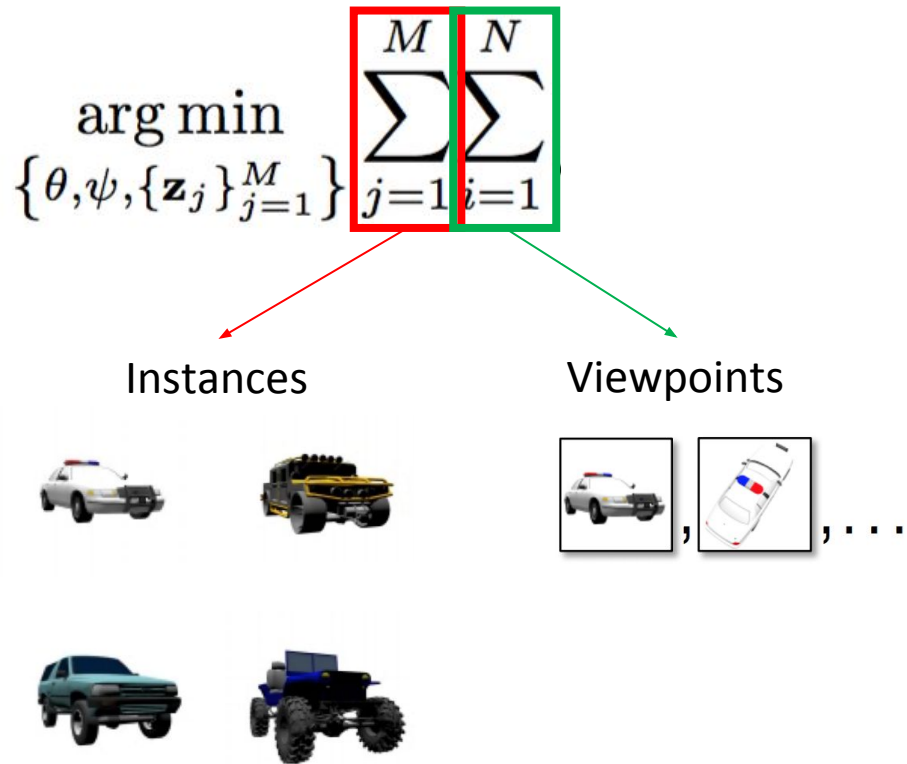 M N
arg min ∑ ∑
{θ,ψ,{z_j}_{j=1}^M} j=1 i=1
Instances Viewpoints
, , . . .